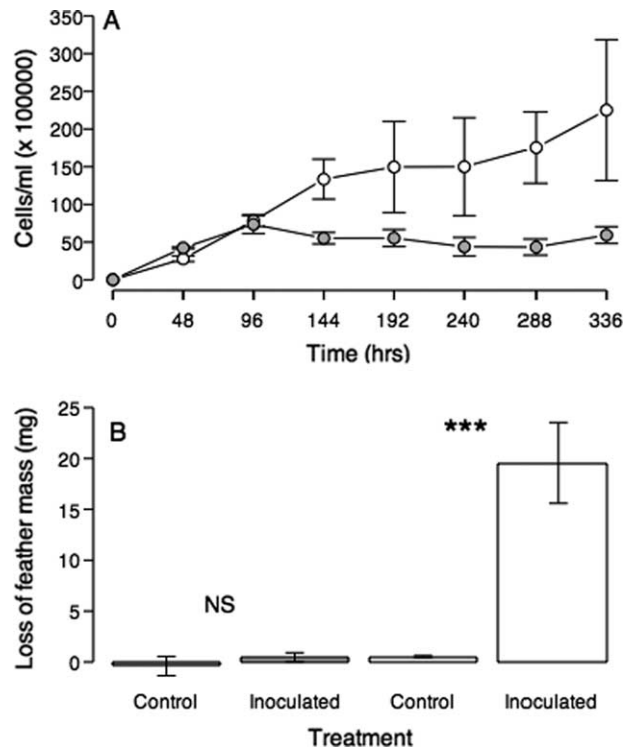 A
Cells/ml (x 100000)
350
300
250
200
150
100
50
0
0 48 96 144 192 240 288 336
Time (hrs)
B
Loss of feather mass (mg)
25
20
15
10
5
0
***
NS
Control Inoculated Control Inoculated
Treatment